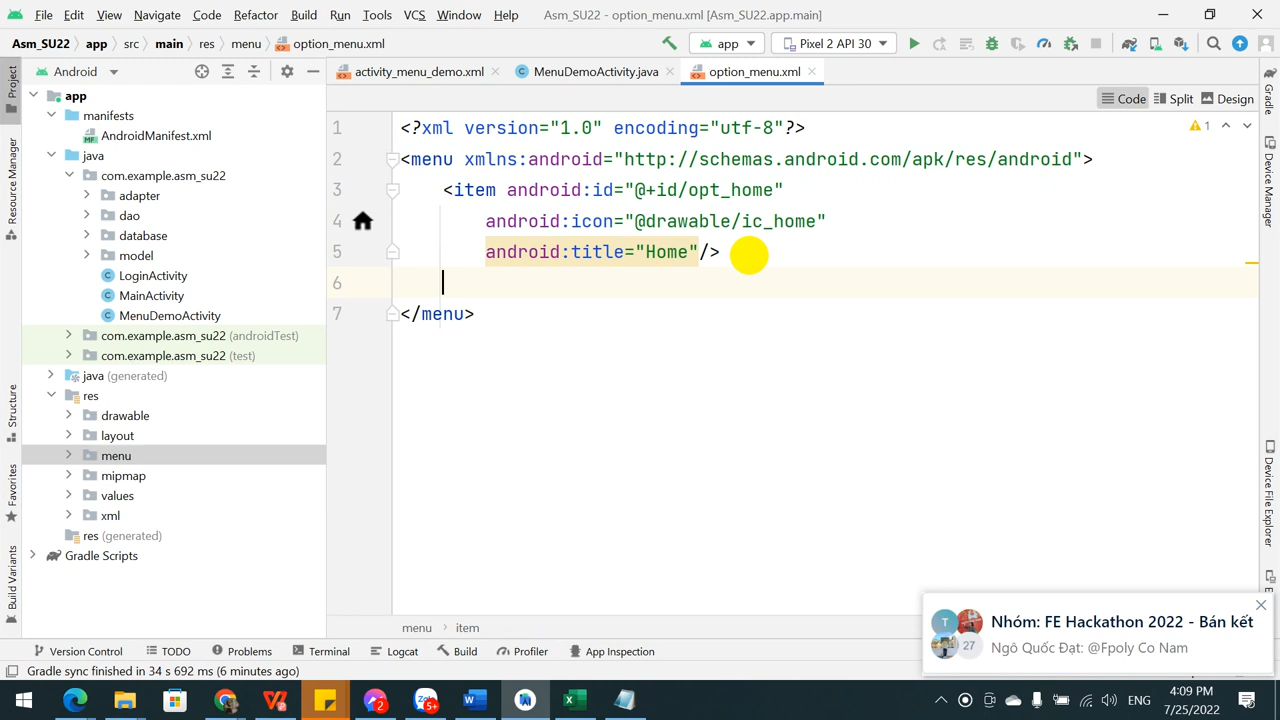 File Edit View Navigate Code Refactor Build Run Tools VCS Window Help Asm_SU22 - option_menu.xml [Asm_SU22.app.main]
Asm_SU22 app src main res menu option_menu.xml app Pixel 2 API 30
Android activity_menu_demo.xml MenuDemoActivity.java option_menu.xml
Code Split Design
Project
Resource Manager
Structure
Favorites
Build Variants
app
manifests
AndroidManifest.xml
java
com.example.asm_su22
adapter
dao
database
model
LoginActivity
MainActivity
MenuDemoActivity
com.example.asm_su22 (androidTest)
com.example.asm_su22 (test)
java (generated)
res
drawable
layout
menu
mipmap
values
xml
res (generated)
Gradle Scripts
1 <?xml version="1.0" encoding="utf-8"?>
2 <menu xmlns:android="http://schemas.android.com/apk/res/android">
3 <item android:id="@+id/opt_home"
4 android:icon="@drawable/ic_home"
5 android:title="Home"/>
6
7 </menu>
1
Gradle
Device Manager
Device File Explorer
menu item
T
27
Nhóm: FE Hackathon 2022 - Bán kết
Ngô Quốc Đạt: @Fpoly Co Nam
Version Control TODO Problems Terminal Logcat Build Profiler App Inspection
Gradle sync finished in 34 s 692 ms (6 minutes ago)
2 5+ ENG 4:09 PM
7/25/2022